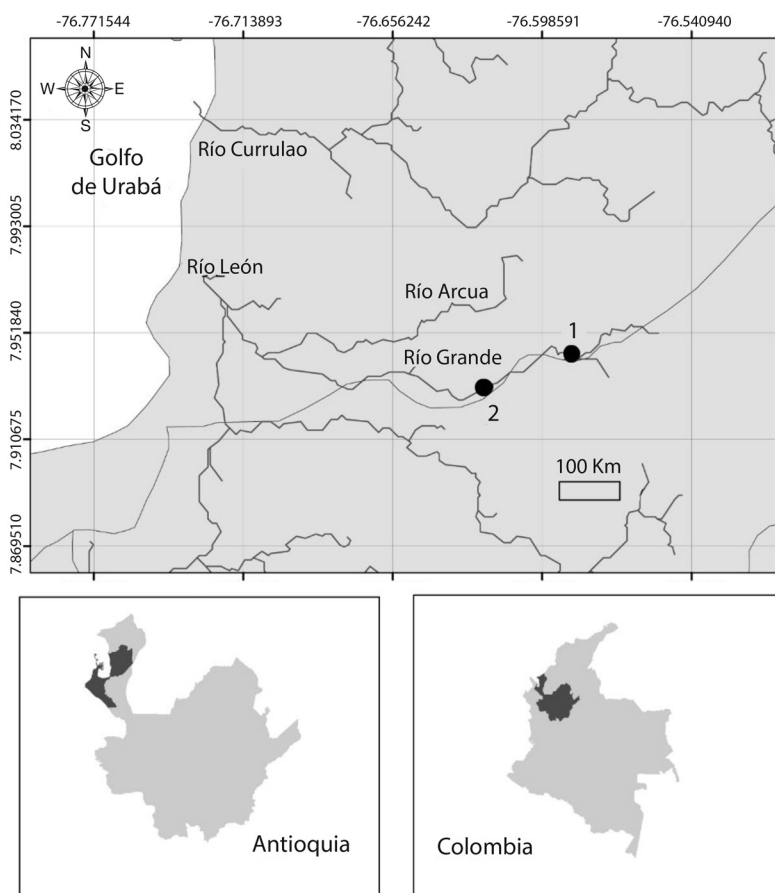 -76.771544 -76.713893 -76.656242 -76.598591 -76.540940
N
W E
S
8.034170
Golfo
de Urabá
Río Currulao
7.993005
Río León
Río Arcua
7.951840
1
Río Grande
2
7.910675
100 Km
7.869510
Antioquia
Colombia